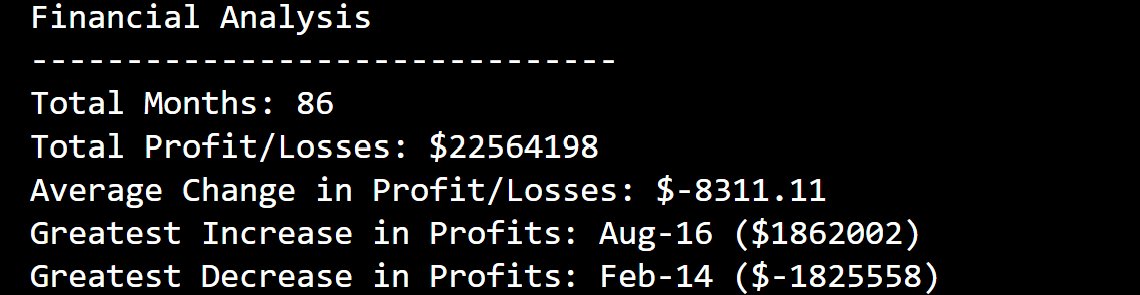 Financial Analysis
-------------------------------
Total Months: 86
Total Profit/Losses: $22564198
Average Change in Profit/Losses: $-8311.11
Greatest Increase in Profits: Aug-16 ($1862002)
Greatest Decrease in Profits: Feb-14 ($-1825558)